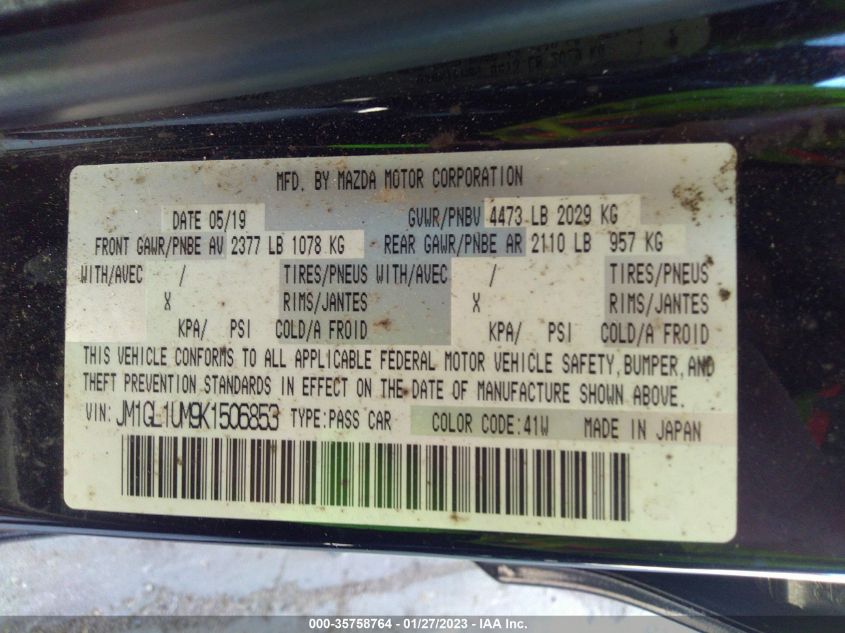 MFD. BY MAZDA MOTOR CORPORATION
DATE 05/19 GVWR/PNBV 4473 LB 2029 KG
FRONT GAWR/PNBE AV 2377 LB 1078 KG REAR GAWR/PNBE AR 2110 LB 957 KG
WITH/AVEC / TIRES/PNEUS WITH/AVEC / TIRES/PNEUS
X RIMS/JANTES X RIMS/JANTES
KPA/ PSI COLD/A FROID KPA/ PSI COLD/A FROID
THIS VEHICLE CONFORMS TO ALL APPLICABLE FEDERAL MOTOR VEHICLE SAFETY, BUMPER, AND
THEFT PREVENTION STANDARDS IN EFFECT ON THE DATE OF MANUFACTURE SHOWN ABOVE.
VIN: JM1GL1UM9K1506853 TYPE:PASS CAR COLOR CODE:41W MADE IN JAPAN
000-35758764 - 01/27/2023 - IAA Inc.